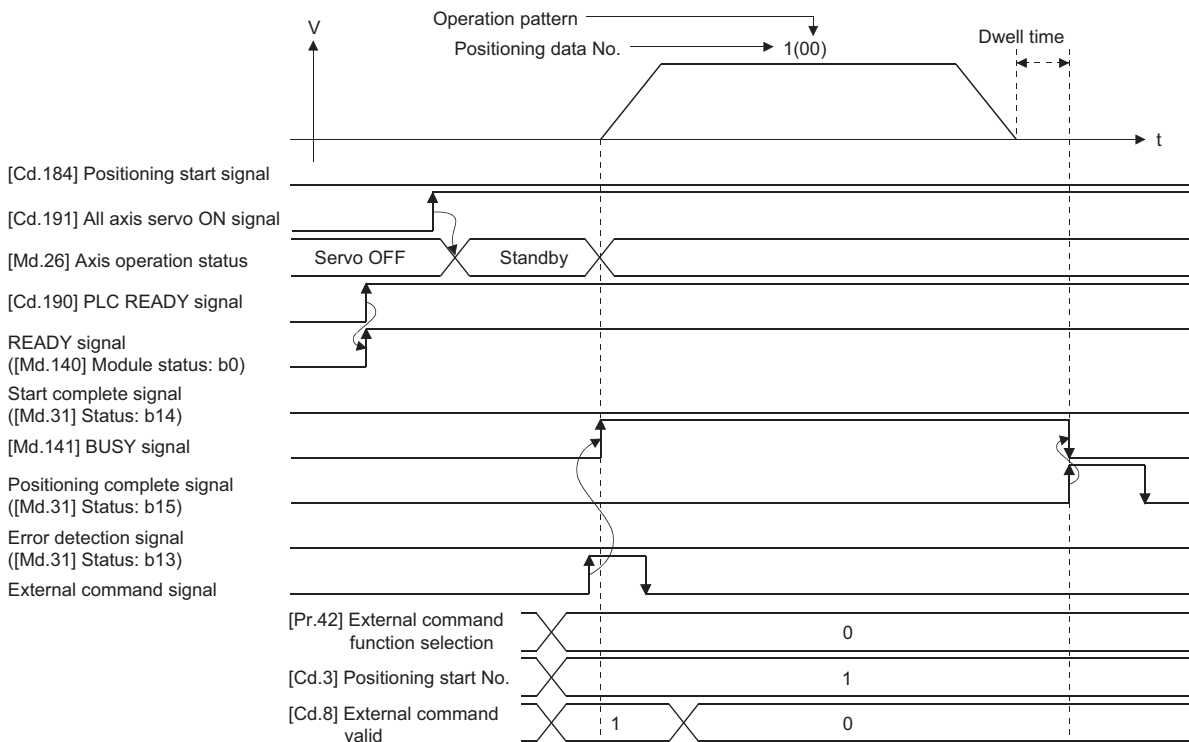 Operation pattern
V
Positioning data No.
1(00)
Dwell time
t
[Cd.184] Positioning start signal
[Cd.191] All axis servo ON signal
[Md.26] Axis operation status
Servo OFF
Standby
[Cd.190] PLC READY signal
READY signal
([Md.140] Module status: b0)
Start complete signal
([Md.31] Status: b14)
[Md.141] BUSY signal
Positioning complete signal
([Md.31] Status: b15)
Error detection signal
([Md.31] Status: b13)
External command signal
[Pr.42] External command
function selection
0
[Cd.3] Positioning start No.
1
[Cd.8] External command
valid
1
0